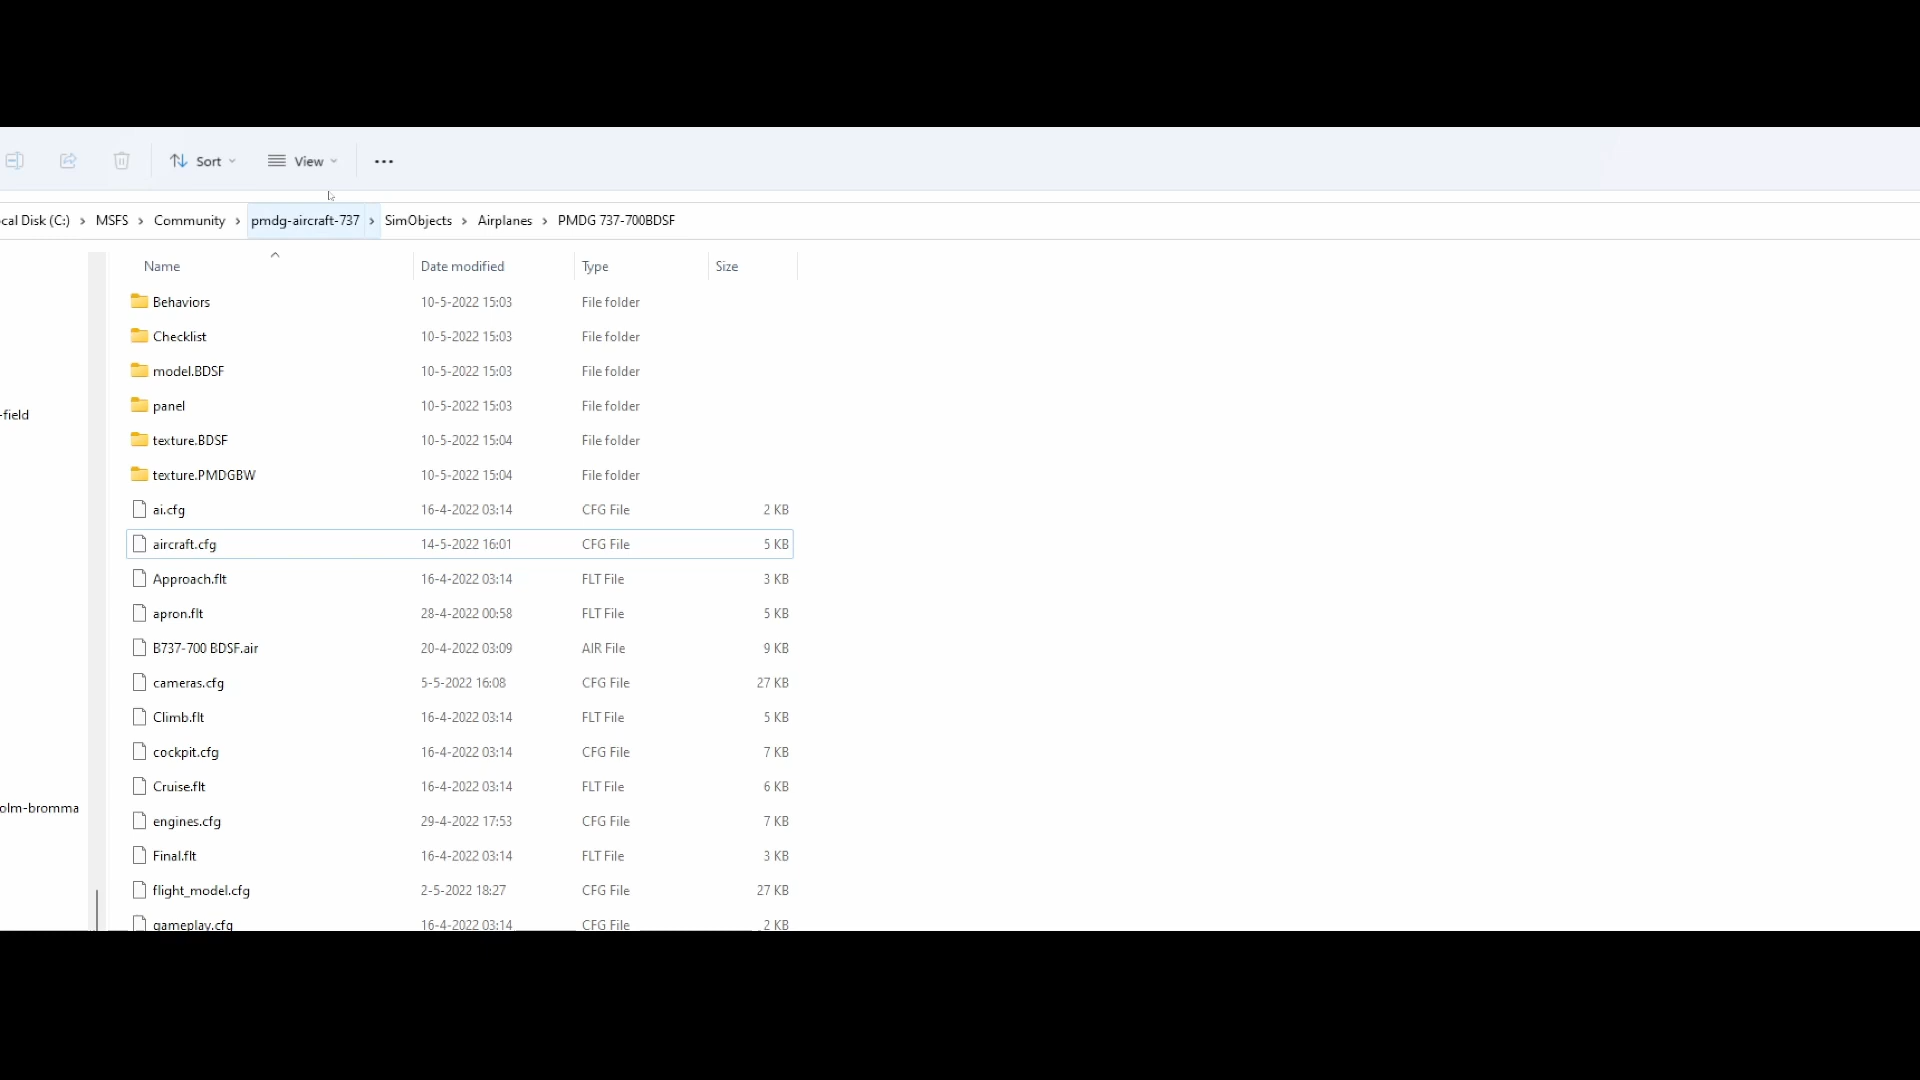 Sort View ...
cal Disk (C:) > MSFS > Community > pmdg-aircraft-737 > SimObjects > Airplanes > PMDG 737-700BDSF
Name Date modified Type Size
Behaviors 10-5-2022 15:03 File folder
Checklist 10-5-2022 15:03 File folder
model.BDSF 10-5-2022 15:03 File folder
panel 10-5-2022 15:03 File folder
-field
texture.BDSF 10-5-2022 15:04 File folder
texture.PMDGBW 10-5-2022 15:04 File folder
ai.cfg 16-4-2022 03:14 CFG File 2 KB
aircraft.cfg 14-5-2022 16:01 CFG File 5 KB
Approach.flt 16-4-2022 03:14 FLT File 3 KB
apron.flt 28-4-2022 00:58 FLT File 5 KB
B737-700 BDSF.air 20-4-2022 03:09 AIR File 9 KB
cameras.cfg 5-5-2022 16:08 CFG File 27 KB
Climb.flt 16-4-2022 03:14 FLT File 5 KB
cockpit.cfg 16-4-2022 03:14 CFG File 7 KB
Cruise.flt 16-4-2022 03:14 FLT File 6 KB
olm-bromma
engines.cfg 29-4-2022 17:53 CFG File 7 KB
Final.flt 16-4-2022 03:14 FLT File 3 KB
flight_model.cfg 2-5-2022 18:27 CFG File 27 KB
gameplay.cfg 16-4-2022 03:14 CFG File 2 KB